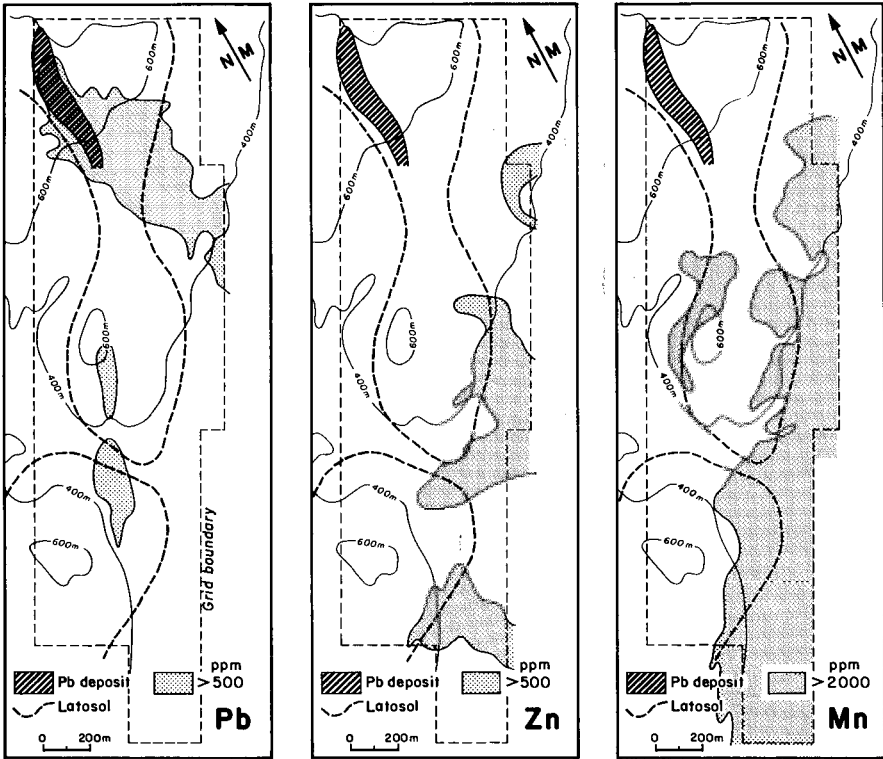 N M
600m
400m
600m
600m
400m
400m
600m
Grid boundary
Pb deposit
ppm
>500
Latosol
Pb
0 200m
N M
600m
400m
600m
600m
400m
400m
600m
Pb deposit
ppm
>500
Latosol
Zn
0 200m
N M
600m
400m
600m
600m
400m
400m
600m
Pb deposit
ppm
>2000
Latosol
Mn
0 200m